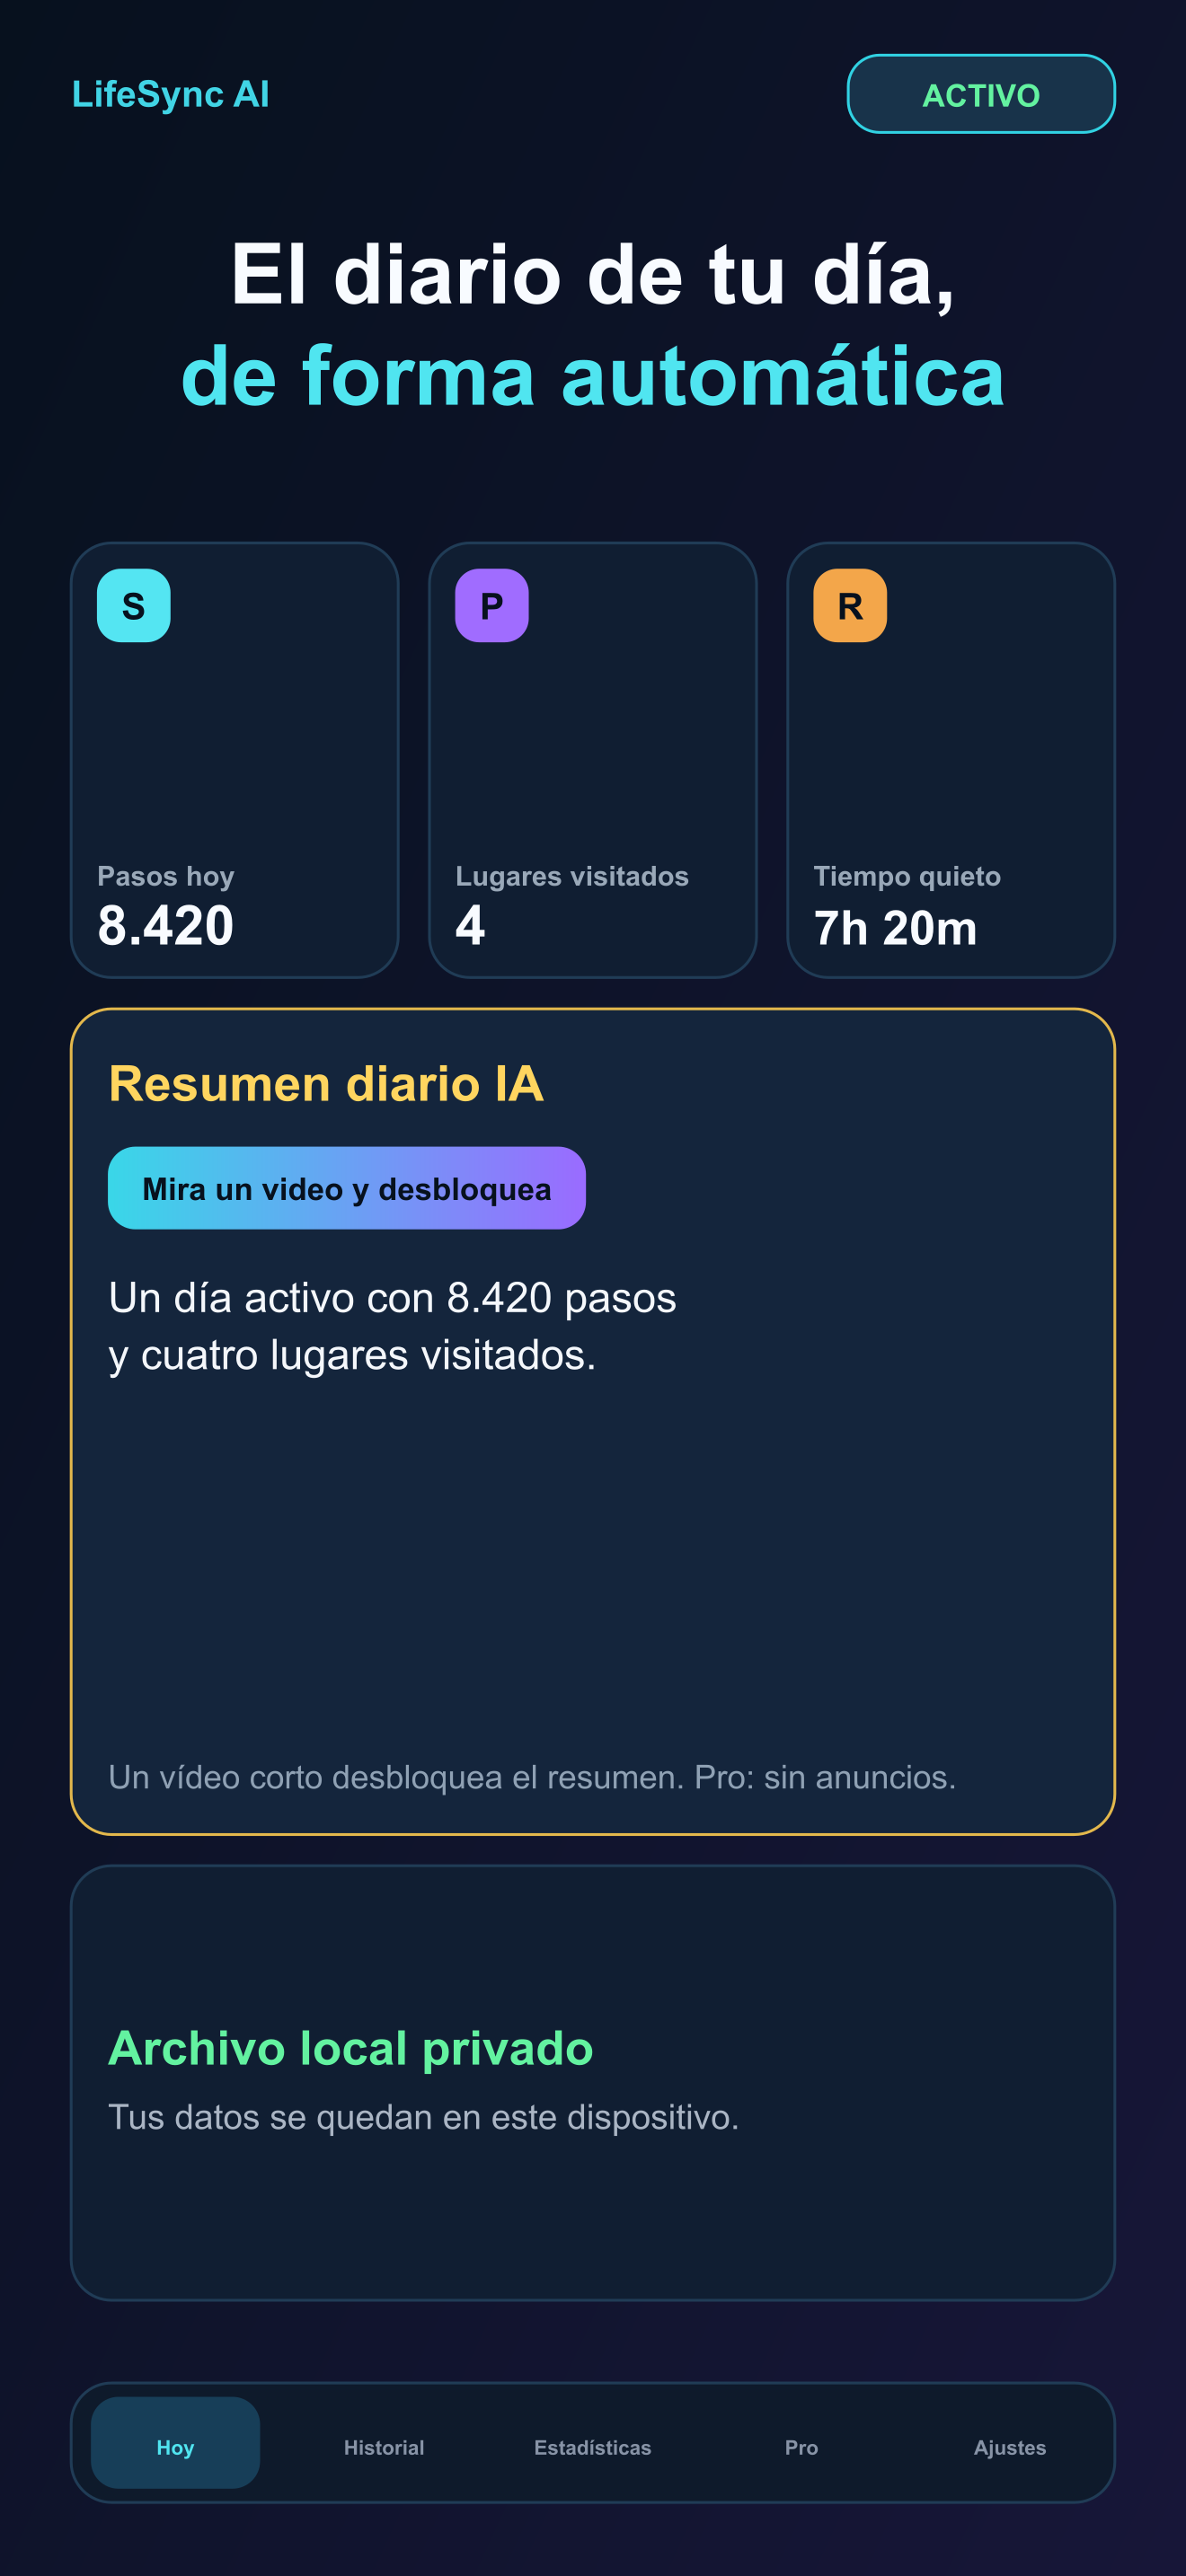 LifeSync AI
ACTIVO
El diario de tu día,
de forma automática
S
P
R
Pasos hoy
8.420
Lugares visitados
4
Tiempo quieto
7h 20m
Resumen diario IA
Mira un video y desbloquea
Un día activo con 8.420 pasos
y cuatro lugares visitados.
Un vídeo corto desbloquea el resumen. Pro: sin anuncios.
Archivo local privado
Tus datos se quedan en este dispositivo.
Hoy
Historial
Estadísticas
Pro
Ajustes